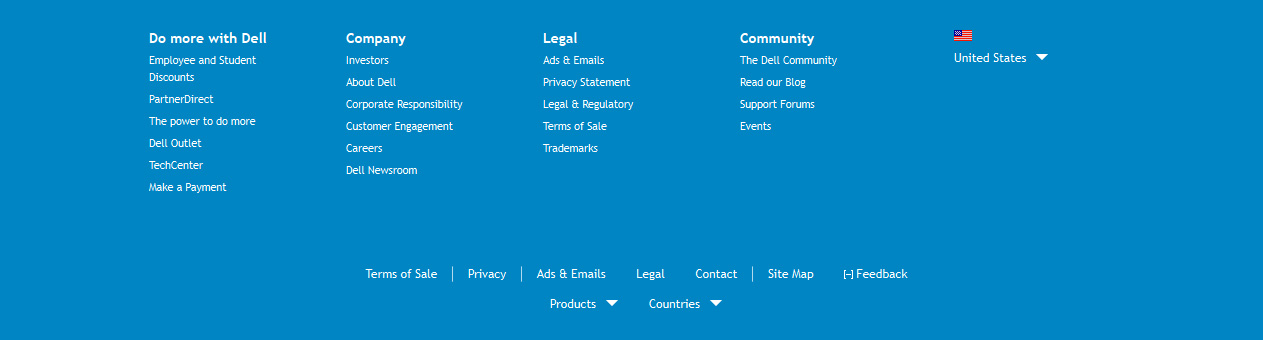 Do more with Dell
Employee and Student
Discounts
PartnerDirect
The power to do more
Dell Outlet
TechCenter
Make a Payment
Company
Investors
About Dell
Corporate Responsibility
Customer Engagement
Careers
Dell Newsroom
Legal
Ads & Emails
Privacy Statement
Legal & Regulatory
Terms of Sale
Trademarks
Community
The Dell Community
Read our Blog
Support Forums
Events
United States
Terms of Sale | Privacy | Ads & Emails Legal Contact | Site Map [-] Feedback
Products Countries